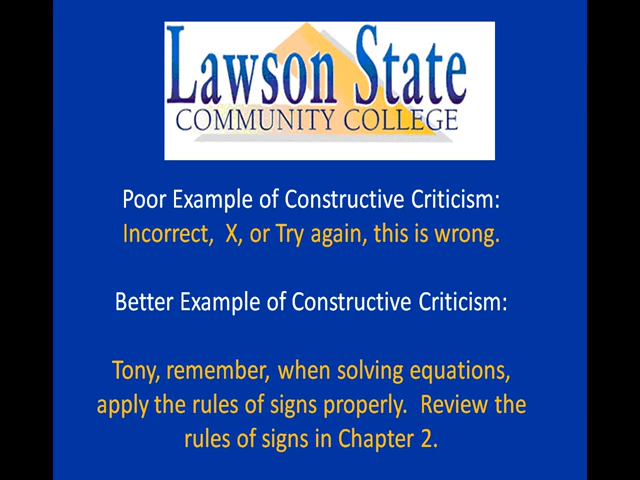 Lawson State
COMMUNITY COLLEGE
Poor Example of Constructive Criticism:
Incorrect,  X, or Try again, this is wrong.
Better Example of Constructive Criticism:
Tony, remember, when solving equations,
apply the rules of signs properly.  Review the
rules of signs in Chapter 2.